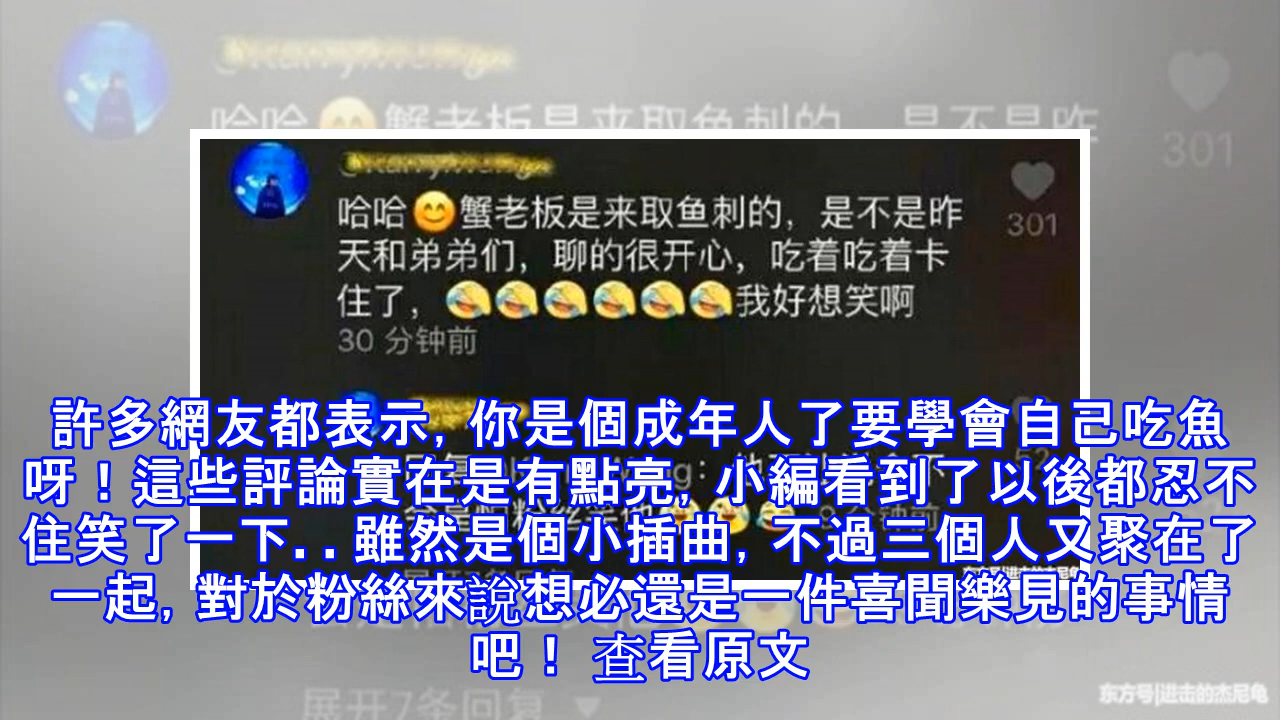 哈哈😊蟹老板是来取鱼刺的，是不是昨
301
天和弟弟们，聊的很开心，吃着吃着卡
住了，😆😆😆😆😆😆我好想笑啊
30 分钟前
許多網友都表示,你是個成年人了要學會自己吃魚
呀！這些評論實在是有點亮,小編看到了以後都忍不
住笑了一下..雖然是個小插曲,不過三個人又聚在了
一起,對於粉絲來說想必還是一件喜聞樂見的事情
吧！ 查看原文
展开7条回复
东方号|进击的杰尼龟